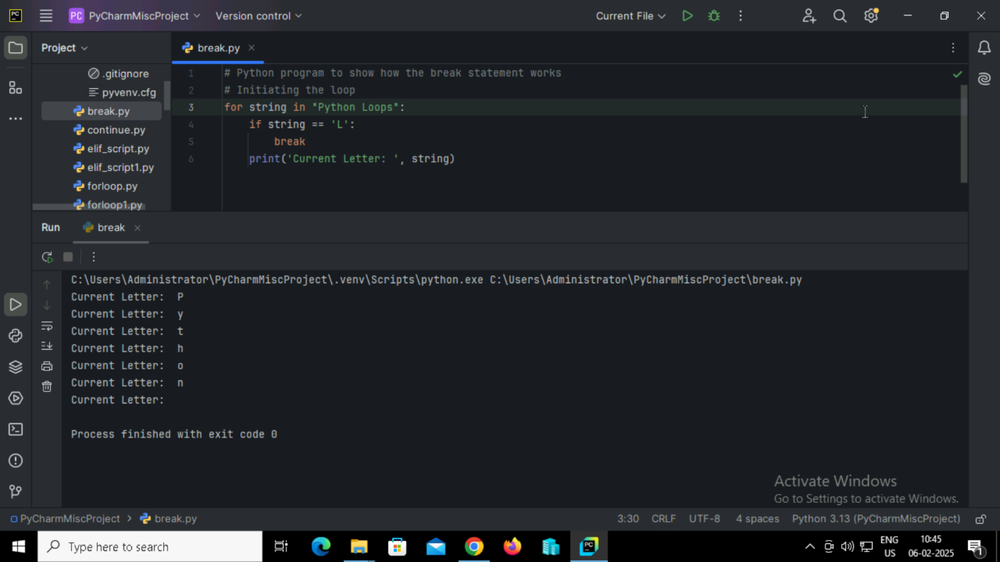 PC
PC PyCharmMiscProject
Version control
Current File
Project
break.py
.gitignore
pyvenv.cfg
break.py
continue.py
elif_script.py
elif_script1.py
forloop.py
forloop1.py
1 # Python program to show how the break statement works
2 # Initiating the loop
3 for string in "Python Loops":
4 if string == 'L':
5 break
6 print('Current Letter: ', string)
Run
break
C:\Users\Administrator\PyCharmMiscProject\.venv\Scripts\python.exe C:\Users\Administrator\PyCharmMiscProject\break.py
Current Letter:  P
Current Letter:  y
Current Letter:  t
Current Letter:  h
Current Letter:  o
Current Letter:  n
Current Letter:
Process finished with exit code 0
Activate Windows
Go to Settings to activate Windows.
PyCharmMiscProject > break.py
3:30 CRLF UTF-8 4 spaces Python 3.13 (PyCharmMiscProject)
Type here to search
PC
ENG
US
10:45
06-02-2025
1